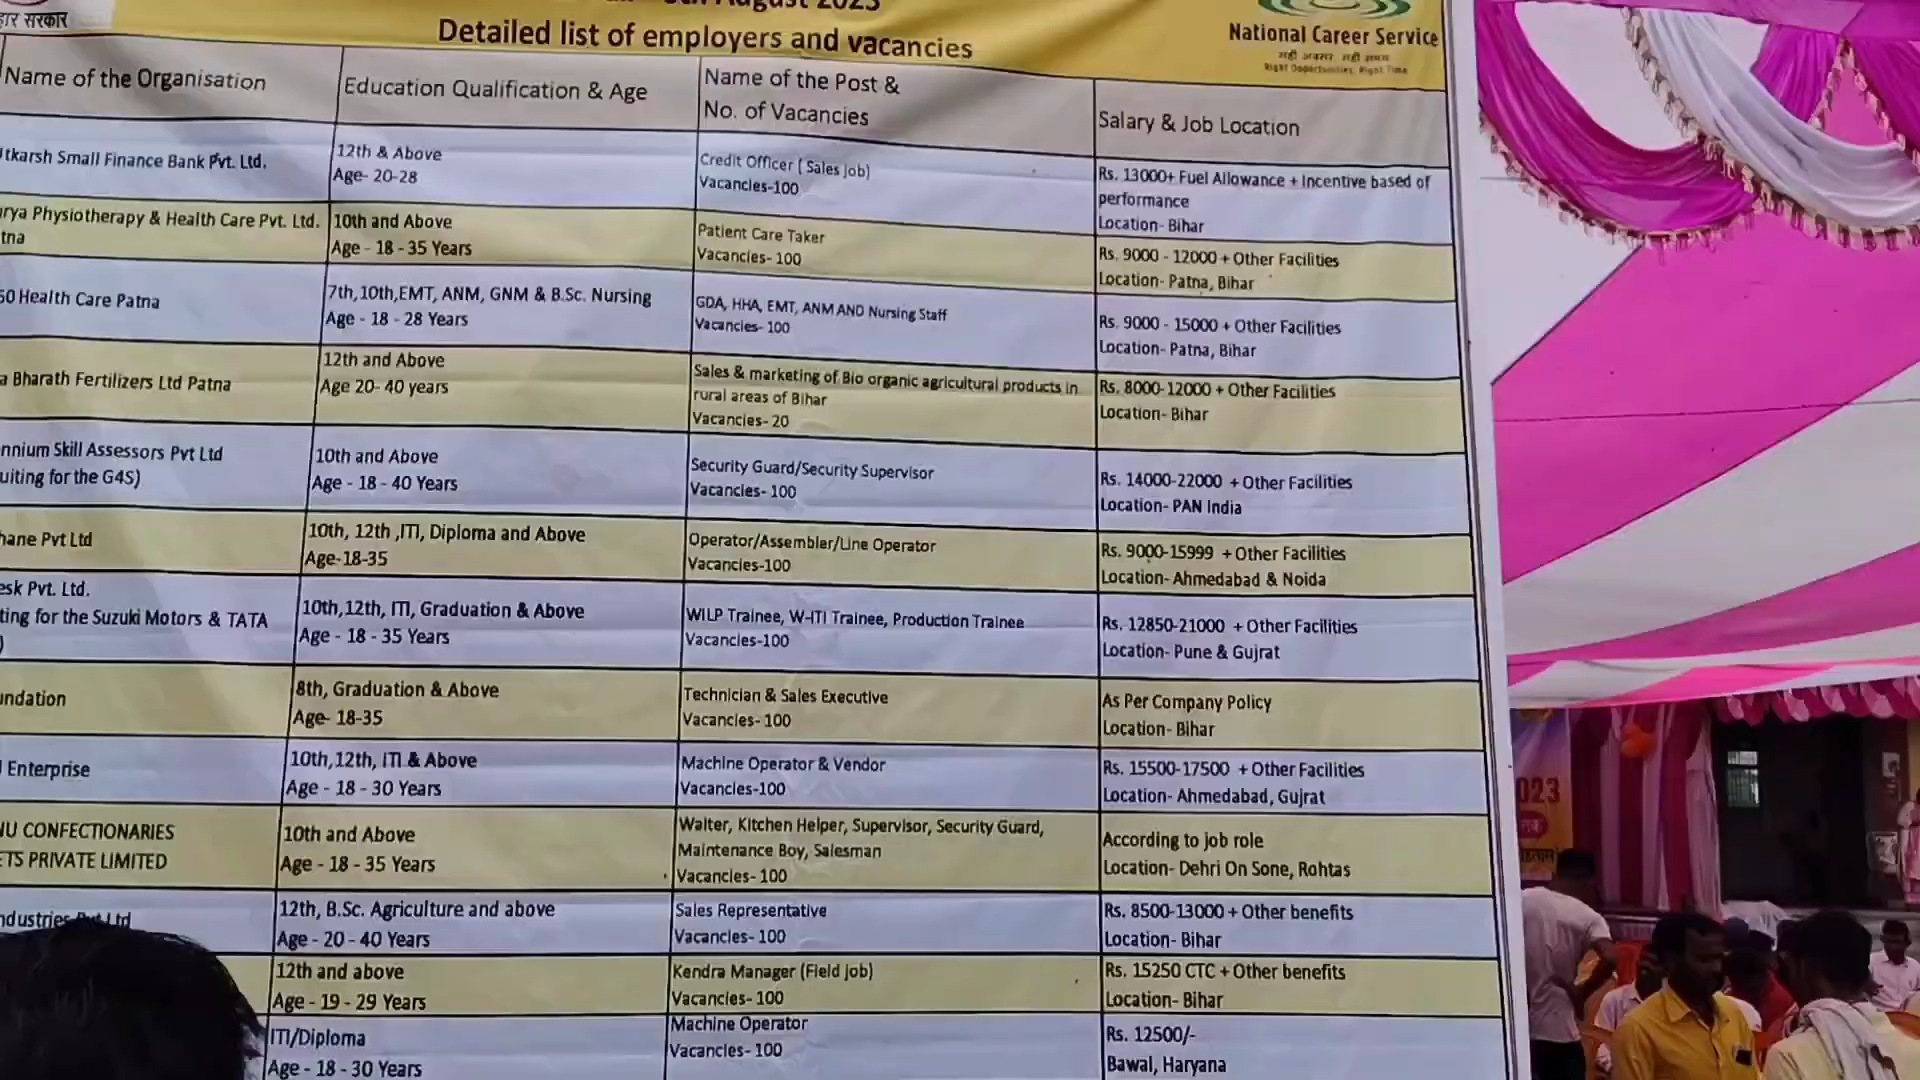 सरकार
August 2023
Detailed list of employers and vacancies
National Career Service
सही अवसर, सही समय
Right Opportunities, Right Time
Name of the Organisation
Education Qualification & Age
Name of the Post &
No. of Vacancies
Salary & Job Location
tkarsh Small Finance Bank Pvt. Ltd.
12th & Above
Age- 20-28
Credit Officer ( Sales job)
Vacancies-100
Rs. 13000+ Fuel Allowance + Incentive based of
performance
Location- Bihar
rya Physiotherapy & Health Care Pvt. Ltd.
tna
10th and Above
Age - 18 - 35 Years
Patient Care Taker
Vacancies- 100
Rs. 9000 - 12000 + Other Facilities
Location- Patna, Bihar
60 Health Care Patna
7th,10th,EMT, ANM, GNM & B.Sc. Nursing
Age - 18 - 28 Years
GDA, HHA, EMT, ANM AND Nursing Staff
Vacancies- 100
Rs. 9000 - 15000 + Other Facilities
Location- Patna, Bihar
a Bharath Fertilizers Ltd Patna
12th and Above
Age 20- 40 years
Sales & marketing of Bio organic agricultural products in
rural areas of Bihar
Vacancies- 20
Rs. 8000-12000 + Other Facilities
Location- Bihar
nnium Skill Assessors Pvt Ltd
uiting for the G4S)
10th and Above
Age - 18 - 40 Years
Security Guard/Security Supervisor
Vacancies- 100
Rs. 14000-22000 + Other Facilities
Location- PAN India
hane Pvt Ltd
10th, 12th ,ITI, Diploma and Above
Age-18-35
Operator/Assembler/Line Operator
Vacancies-100
Rs. 9000-15999 + Other Facilities
Location- Ahmedabad & Noida
esk Pvt. Ltd.
ting for the Suzuki Motors & TATA
)
10th,12th, ITI, Graduation & Above
Age - 18 - 35 Years
WILP Trainee, W-ITI Trainee, Production Trainee
Vacancies-100
Rs. 12850-21000 + Other Facilities
Location- Pune & Gujrat
undation
8th, Graduation & Above
Age- 18-35
Technician & Sales Executive
Vacancies- 100
As Per Company Policy
Location- Bihar
Enterprise
10th,12th, ITI & Above
Age - 18 - 30 Years
Machine Operator & Vendor
Vacancies-100
Rs. 15500-17500 + Other Facilities
Location- Ahmedabad, Gujrat
NU CONFECTIONARIES
ETS PRIVATE LIMITED
10th and Above
Age - 18 - 35 Years
Waiter, Kitchen Helper, Supervisor, Security Guard,
Maintenance Boy, Salesman
Vacancies- 100
According to job role
Location- Dehri On Sone, Rohtas
ndustries Pvt Ltd
12th, B.Sc. Agriculture and above
Age - 20 - 40 Years
Sales Representative
Vacancies- 100
Rs. 8500-13000 + Other benefits
Location- Bihar
12th and above
Age - 19 - 29 Years
Kendra Manager (Field job)
Vacancies- 100
Rs. 15250 CTC + Other benefits
Location- Bihar
ITI/Diploma
Age - 18 - 30 Years
Machine Operator
Vacancies- 100
Rs. 12500/-
Bawal, Haryana
023